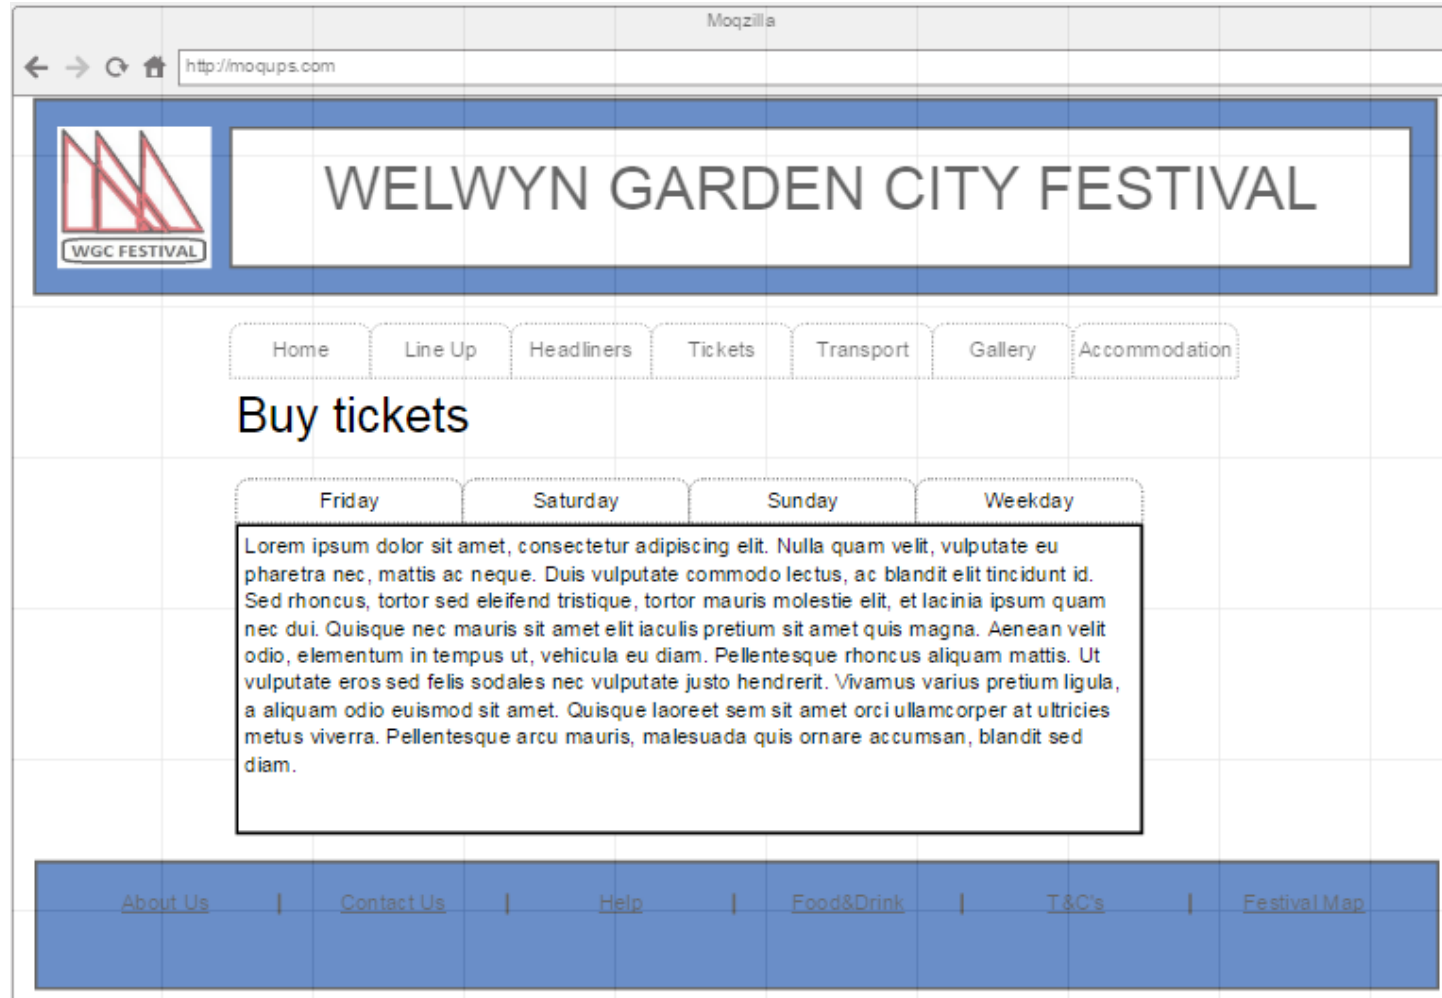 Moqzilla
http://moqups.com
WELWYN GARDEN CITY FESTIVAL
WGC FESTIVAL
Home Line Up Headliners Tickets Transport Gallery Accommodation
Buy tickets
Friday Saturday Sunday Weekday
Lorem ipsum dolor sit amet, consectetur adipiscing elit. Nulla quam velit, vulputate eu
pharetra nec, mattis ac neque. Duis vulputate commodo lectus, ac blandit elit tincidunt id.
Sed rhoncus, tortor sed eleifend tristique, tortor mauris molestie elit, et lacinia ipsum quam
nec dui. Quisque nec mauris sit amet elit iaculis pretium sit amet quis magna. Aenean velit
odio, elementum in tempus ut, vehicula eu diam. Pellentesque rhoncus aliquam mattis. Ut
vulputate eros sed felis sodales nec vulputate justo hendrerit. Vivamus varius pretium ligula,
a aliquam odio euismod sit amet. Quisque laoreet sem sit amet orci ullamcorper at ultricies
metus viverra. Pellentesque arcu mauris, malesuada quis ornare accumsan, blandit sed
diam.
About Us | Contact Us | Help | Food&Drink | T&C's | Festival Map